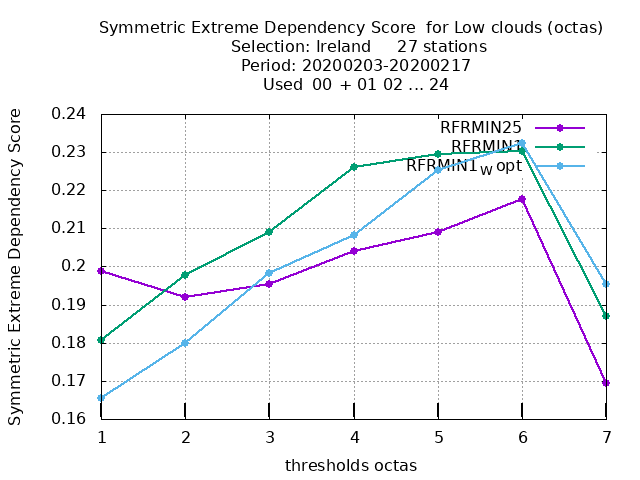 Symmetric Extreme Dependency Score for Low clouds (octas)
Selection: Ireland 27 stations
Period: 20200203-20200217
Used 00 + 01 02 ... 24
Symmetric Extreme Dependency Score
0.24
0.23
0.22
0.21
0.2
0.19
0.18
0.17
0.16
RFRMIN25
RFRMIN1
RFRMIN1w opt
1 2 3 4 5 6 7
thresholds octas